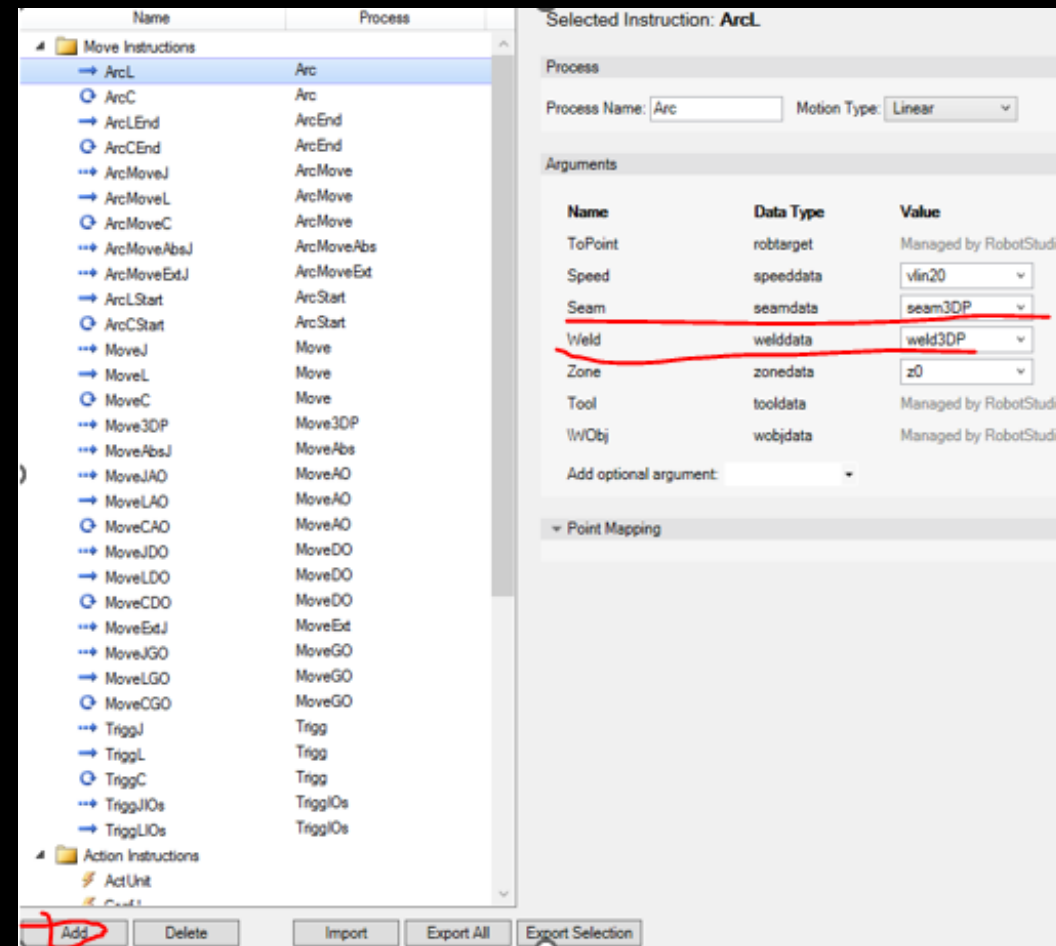 Name Process
Move Instructions
ArcL Arc
ArcC Arc
ArcLEnd ArcEnd
ArcCEnd ArcEnd
ArcMoveJ ArcMove
ArcMoveL ArcMove
ArcMoveC ArcMove
ArcMoveAbsJ ArcMoveAbs
ArcMoveExtJ ArcMoveExt
ArcLStart ArcStart
ArcCStart ArcStart
MoveJ Move
MoveL Move
MoveC Move
Move3DP Move3DP
MoveAbsJ MoveAbs
MoveJAO MoveAO
MoveLAO MoveAO
MoveCAO MoveAO
MoveJDO MoveDO
MoveLDO MoveDO
MoveCDO MoveDO
MoveExtJ MoveExt
MoveJGO MoveGO
MoveLGO MoveGO
MoveCGO MoveGO
TriggJ Trigg
TriggL Trigg
TriggC Trigg
TriggJIOs TriggIOs
TriggLIOs TriggIOs
Action Instructions
ActUnit
Add Delete Import Export All Export Selection
Selected Instruction: ArcL
Process
Process Name: Arc Motion Type: Linear
Arguments
Name Data Type Value
ToPoint robtarget Managed by RobotStudi
Speed speeddata vlin20
Seam seamdata seam3DP
Weld welddata weld3DP
Zone zonedata z0
Tool tooldata Managed by RobotStudi
\WObj wobjdata Managed by RobotStudi
Add optional argument:
Point Mapping